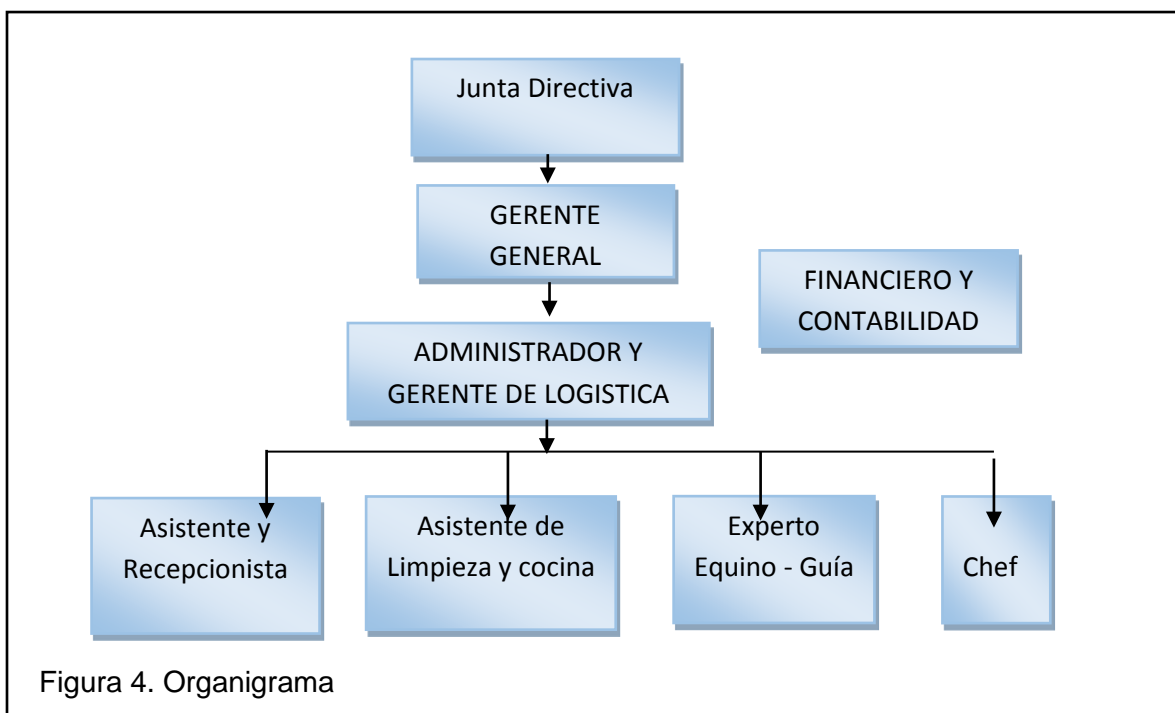 Junta Directiva
GERENTE
GENERAL
FINANCIERO Y
CONTABILIDAD
ADMINISTRADOR Y
GERENTE DE LOGISTICA
Asistente y
Recepcionista
Asistente de
Limpieza y cocina
Experto
Equino - Guía
Chef
Figura 4. Organigrama